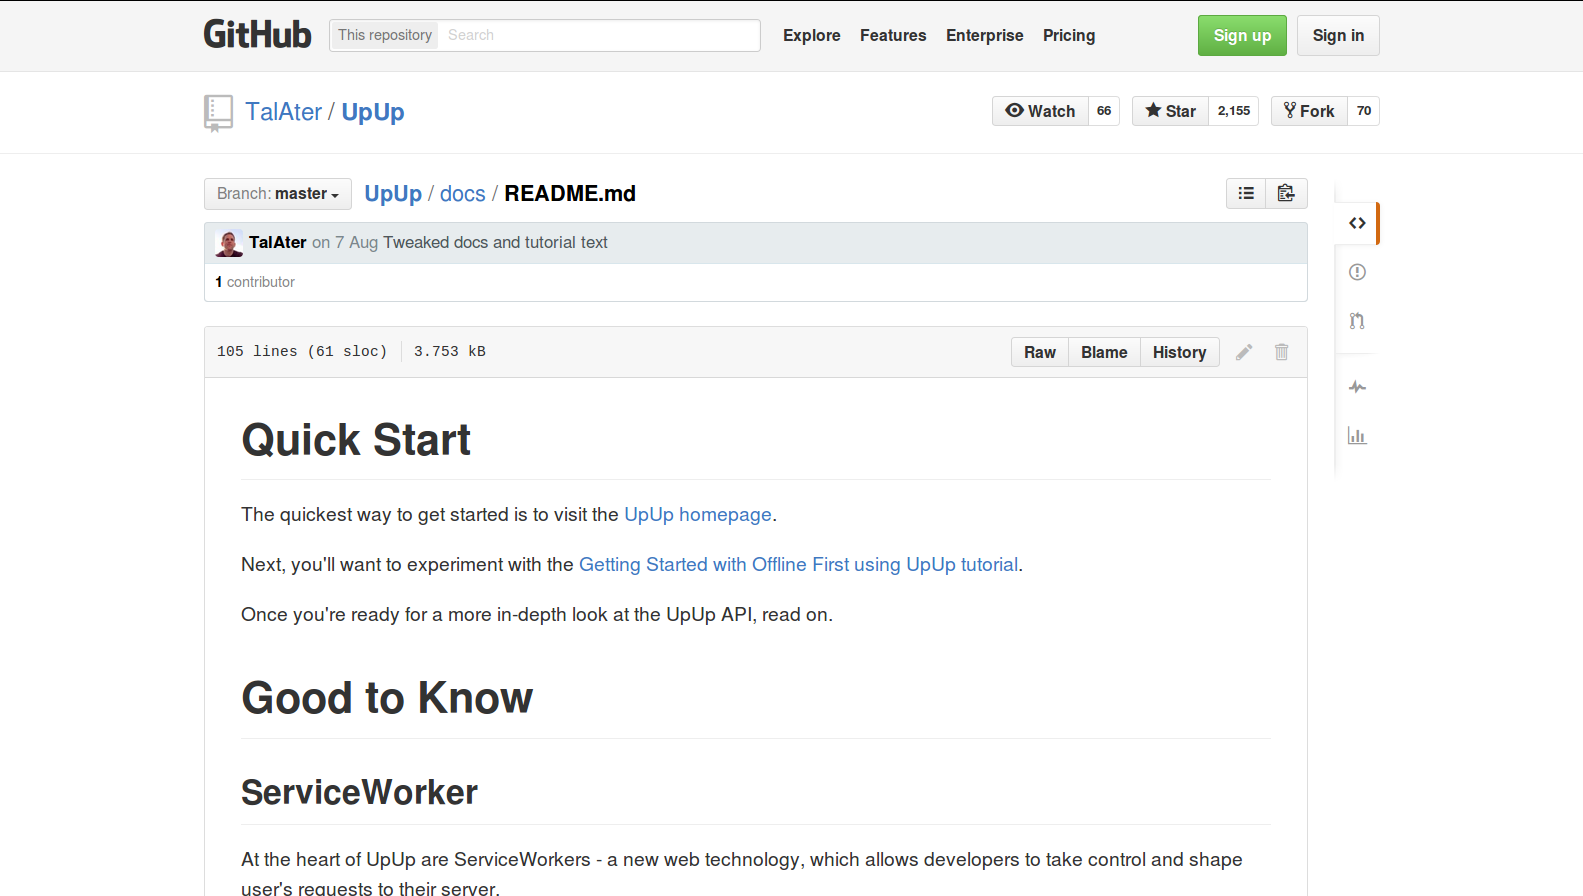 GitHub This repository Search Explore Features Enterprise Pricing Sign up Sign in
TalAter / UpUp Watch 66 Star 2,155 Fork 70
Branch: master UpUp / docs / README.md
TalAter on 7 Aug Tweaked docs and tutorial text
1 contributor
105 lines (61 sloc) 3.753 kB Raw Blame History
Quick Start
The quickest way to get started is to visit the UpUp homepage.
Next, you'll want to experiment with the Getting Started with Offline First using UpUp tutorial.
Once you're ready for a more in-depth look at the UpUp API, read on.
Good to Know
ServiceWorker
At the heart of UpUp are ServiceWorkers - a new web technology, which allows developers to take control and shape
user's requests to their server.